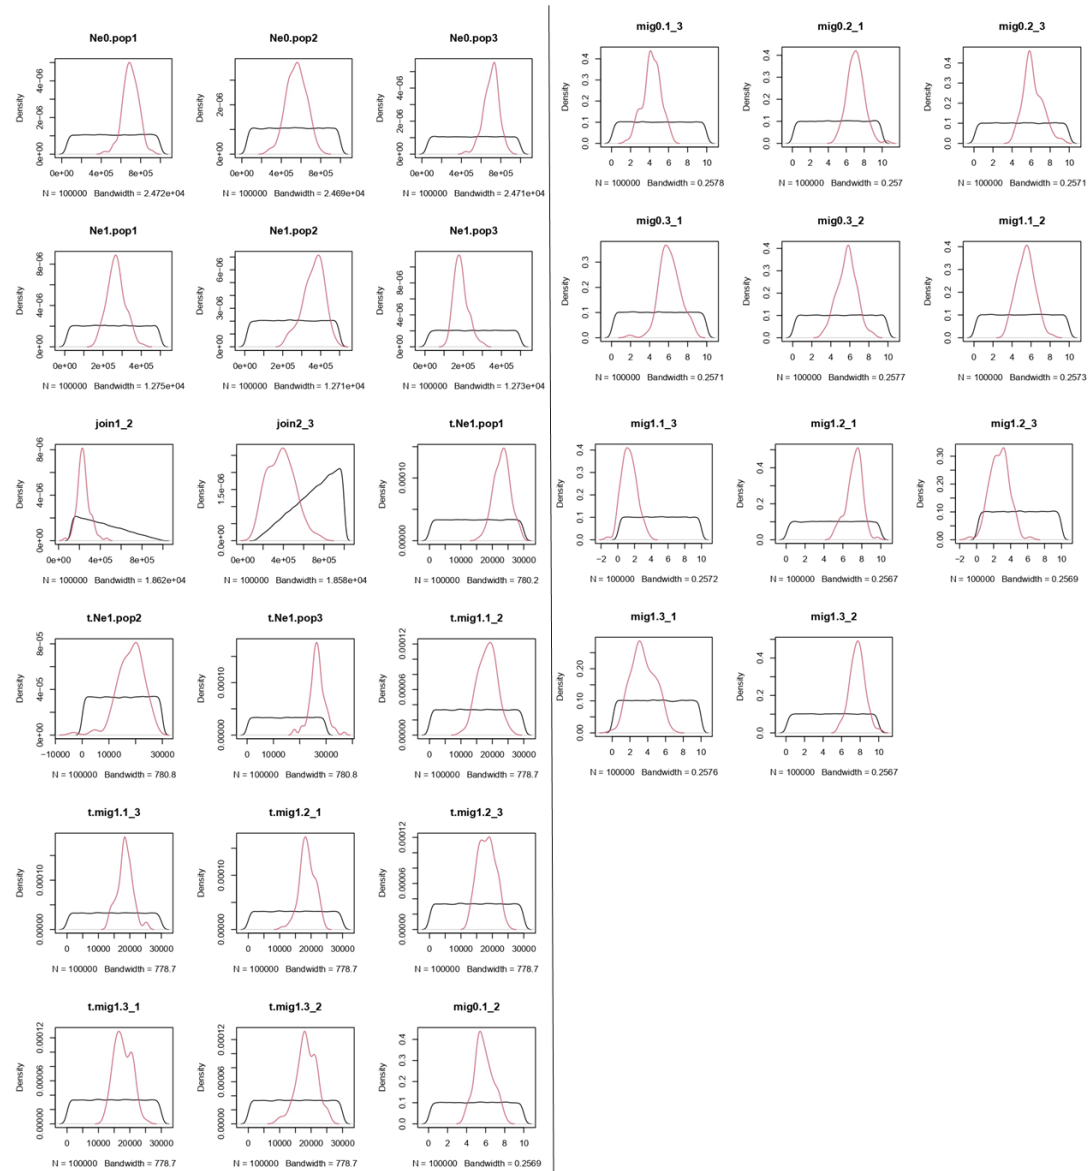 Ne0.pop1
Density
0e+00 2e-06 4e-06
0e+00 4e+05 8e+05
N = 100000 Bandwidth = 2.472e+04
Ne0.pop2
Density
0e+00 2e-06
0e+00 4e+05 8e+05
N = 100000 Bandwidth = 2.469e+04
Ne0.pop3
Density
0e+00 2e-06 4e-06
0e+00 4e+05 8e+05
N = 100000 Bandwidth = 2.471e+04
Ne1.pop1
Density
0e+00 4e-06 8e-06
0e+00 2e+05 4e+05
N = 100000 Bandwidth = 1.275e+04
Ne1.pop2
Density
0e+00 3e-06 6e-06
0e+00 2e+05 4e+05
N = 100000 Bandwidth = 1.271e+04
Ne1.pop3
Density
0e+00 4e-06 8e-06
0e+00 2e+05 4e+05
N = 100000 Bandwidth = 1.273e+04
join1_2
Density
0e+00 4e-06 8e-06
0e+00 4e+05 8e+05
N = 100000 Bandwidth = 1.862e+04
join2_3
Density
0.0e+00 1.5e-06
0e+00 4e+05 8e+05
N = 100000 Bandwidth = 1.858e+04
t.Ne1.pop1
Density
0.00000 0.00010
0 10000 20000 30000
N = 100000 Bandwidth = 780.2
t.Ne1.pop2
Density
0e+00 4e-05 8e-05
−10000 0 10000 20000 30000
N = 100000 Bandwidth = 780.8
t.Ne1.pop3
Density
0.00000 0.00010
0 10000 20000 30000
N = 100000 Bandwidth = 780.8
t.mig1.1_2
Density
0.00000 0.00006 0.00012
0 10000 20000 30000
N = 100000 Bandwidth = 778.7
t.mig1.1_3
Density
0.00000 0.00010
0 10000 20000 30000
N = 100000 Bandwidth = 778.7
t.mig1.2_1
Density
0.00000 0.00010
0 10000 20000 30000
N = 100000 Bandwidth = 778.7
t.mig1.2_3
Density
0.00000 0.00006 0.00012
0 10000 20000 30000
N = 100000 Bandwidth = 778.7
t.mig1.3_1
Density
0.00000 0.00006 0.00012
0 10000 20000 30000
N = 100000 Bandwidth = 778.7
t.mig1.3_2
Density
0.00000 0.00006 0.00012
0 10000 20000 30000
N = 100000 Bandwidth = 778.7
mig0.1_2
Density
0.0 0.1 0.2 0.3 0.4
0 2 4 6 8 10
N = 100000 Bandwidth = 0.2569
mig0.1_3
Density
0.0 0.1 0.2 0.3 0.4
0 2 4 6 8 10
N = 100000 Bandwidth = 0.2578
mig0.2_1
Density
0.0 0.1 0.2 0.3 0.4
0 2 4 6 8 10
N = 100000 Bandwidth = 0.257
mig0.2_3
Density
0.0 0.1 0.2 0.3 0.4
0 2 4 6 8 10
N = 100000 Bandwidth = 0.2571
mig0.3_1
Density
0.0 0.1 0.2 0.3
0 2 4 6 8 10
N = 100000 Bandwidth = 0.2571
mig0.3_2
Density
0.0 0.1 0.2 0.3 0.4
0 2 4 6 8 10
N = 100000 Bandwidth = 0.2577
mig1.1_2
Density
0.0 0.1 0.2 0.3 0.4
0 2 4 6 8 10
N = 100000 Bandwidth = 0.2573
mig1.1_3
Density
0.0 0.1 0.2 0.3 0.4
−2 0 2 4 6 8 10
N = 100000 Bandwidth = 0.2572
mig1.2_1
Density
0.0 0.2 0.4
0 2 4 6 8 10
N = 100000 Bandwidth = 0.2567
mig1.2_3
Density
0.00 0.10 0.20 0.30
−2 0 2 4 6 8 10
N = 100000 Bandwidth = 0.2569
mig1.3_1
Density
0.00 0.10 0.20
0 2 4 6 8 10
N = 100000 Bandwidth = 0.2576
mig1.3_2
Density
0.0 0.2 0.4
0 2 4 6 8 10
N = 100000 Bandwidth = 0.2567